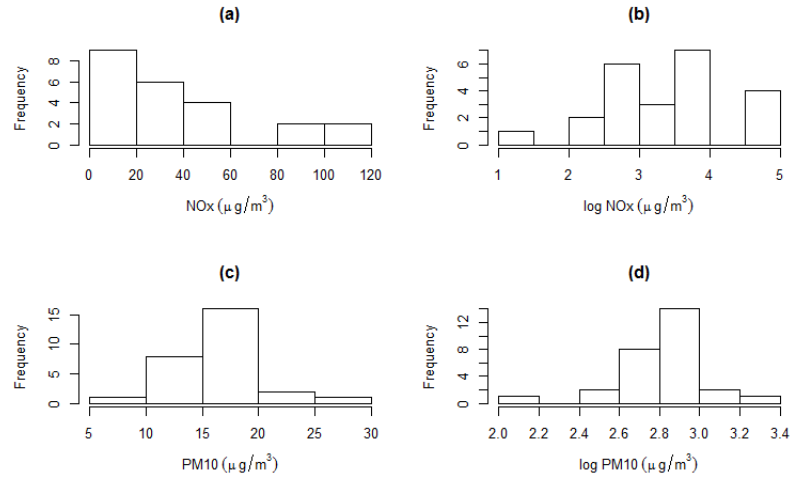 (a)
Frequency
0 2 4 6 8
0 20 40 60 80 100 120
NOx (μg/m³)
(b)
Frequency
0 2 4 6
1 2 3 4 5
log NOx (μg/m³)
(c)
Frequency
0 5 10 15
5 10 15 20 25 30
PM10 (μg/m³)
(d)
Frequency
0 4 8 12
2.0 2.2 2.4 2.6 2.8 3.0 3.2 3.4
log PM10 (μg/m³)